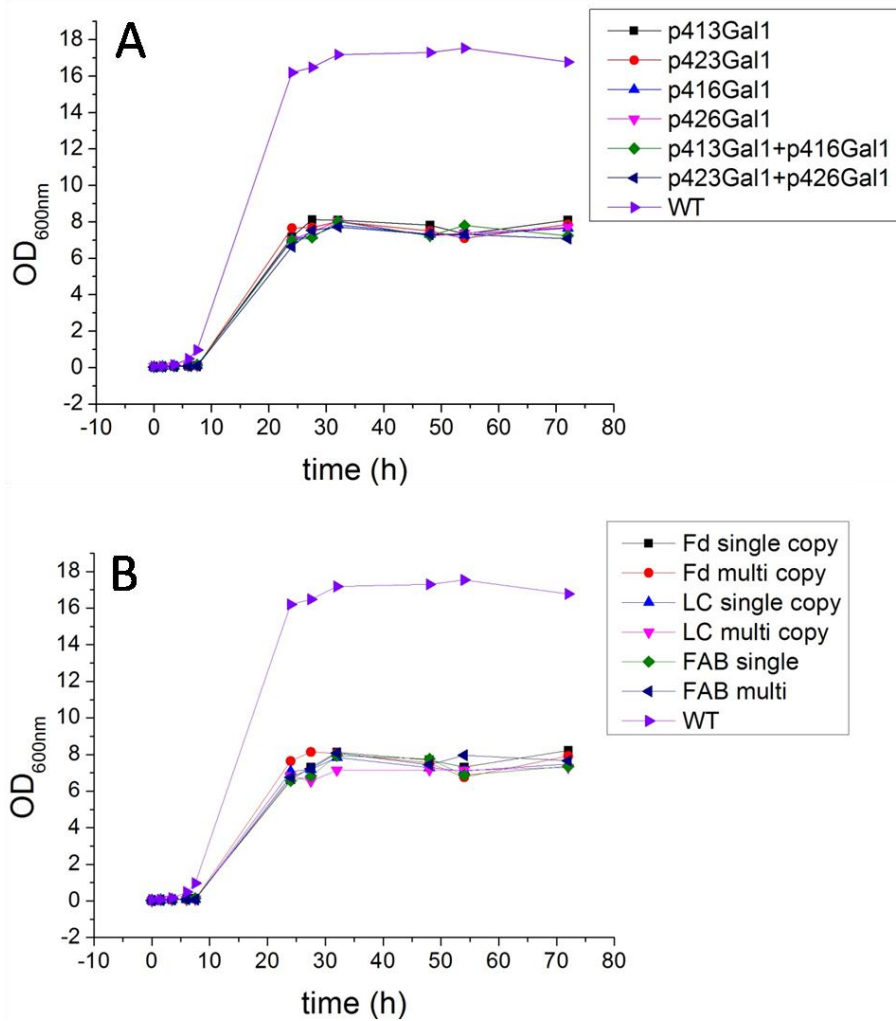 A
p413Gal1
p423Gal1
p416Gal1
p426Gal1
p413Gal1+p416Gal1
p423Gal1+p426Gal1
WT
18
16
14
12
10
8
6
4
2
0
-2
OD600nm
-10 0 10 20 30 40 50 60 70 80
time (h)
B
Fd single copy
Fd multi copy
LC single copy
LC multi copy
FAB single
FAB multi
WT
18
16
14
12
10
8
6
4
2
0
-2
OD600nm
-10 0 10 20 30 40 50 60 70 80
time (h)